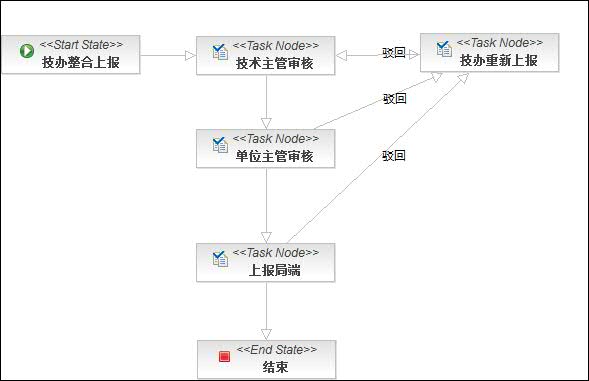 <<Start State>>
技办整合上报
<<Task Node>>
技术主管审核
驳回
<<Task Node>>
技办重新上报
驳回
<<Task Node>>
单位主管审核
驳回
<<Task Node>>
上报局端
<<End State>>
结束